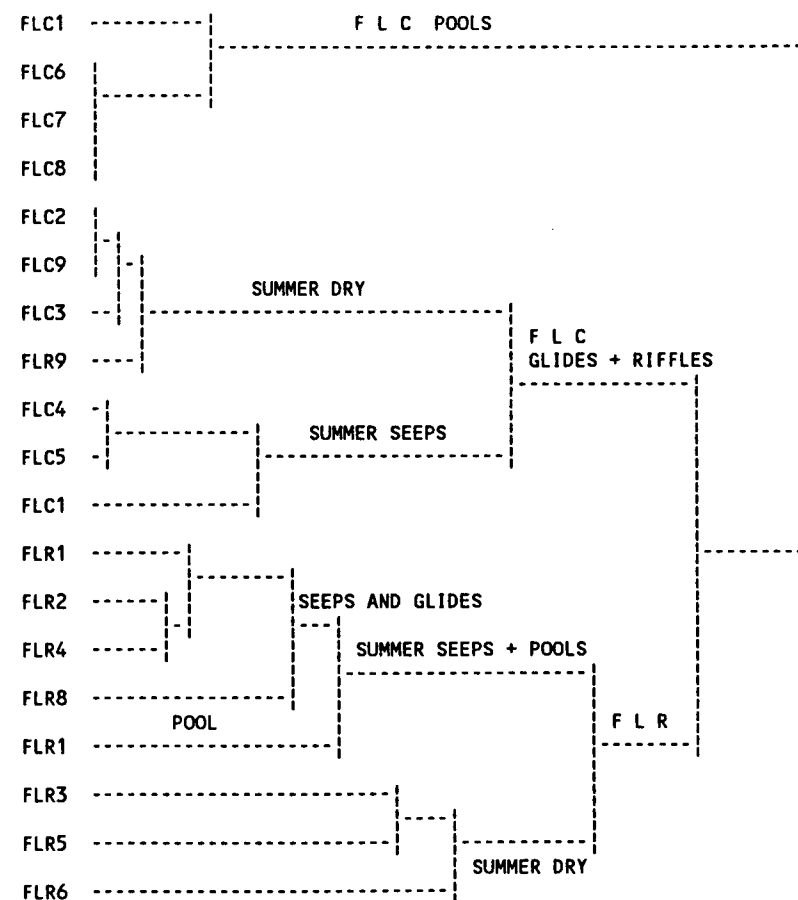 FLC1 F L C POOLS
FLC6
FLC7
FLC8
FLC2
FLC9
SUMMER DRY
FLC3
F L C
FLR9 GLIDES + RIFFLES
FLC4
SUMMER SEEPS
FLC5
FLC1
FLR1
FLR2 SEEPS AND GLIDES
FLR4 SUMMER SEEPS + POOLS
FLR8
POOL F L R
FLR1
FLR3
FLR5
SUMMER DRY
FLR6